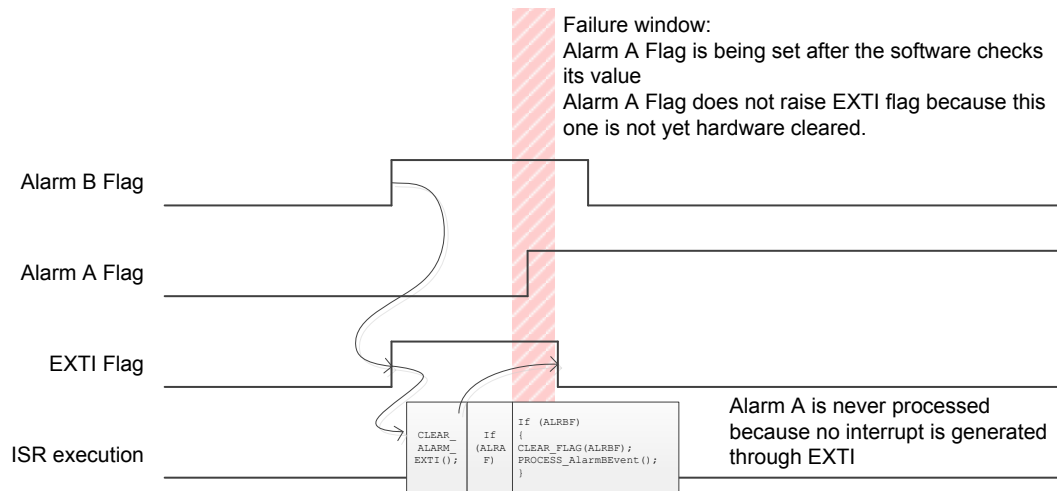 Failure window:
Alarm A Flag is being set after the software checks
its value
Alarm A Flag does not raise EXTI flag because this
one is not yet hardware cleared.
Alarm B Flag
Alarm A Flag
EXTI Flag
ISR execution
CLEAR_
ALARM_
EXTI();
If
(ALRA
F)
If (ALRBF)
{
CLEAR_FLAG(ALRBF);
PROCESS_AlarmBEvent();
}
Alarm A is never processed
because no interrupt is generated
through EXTI